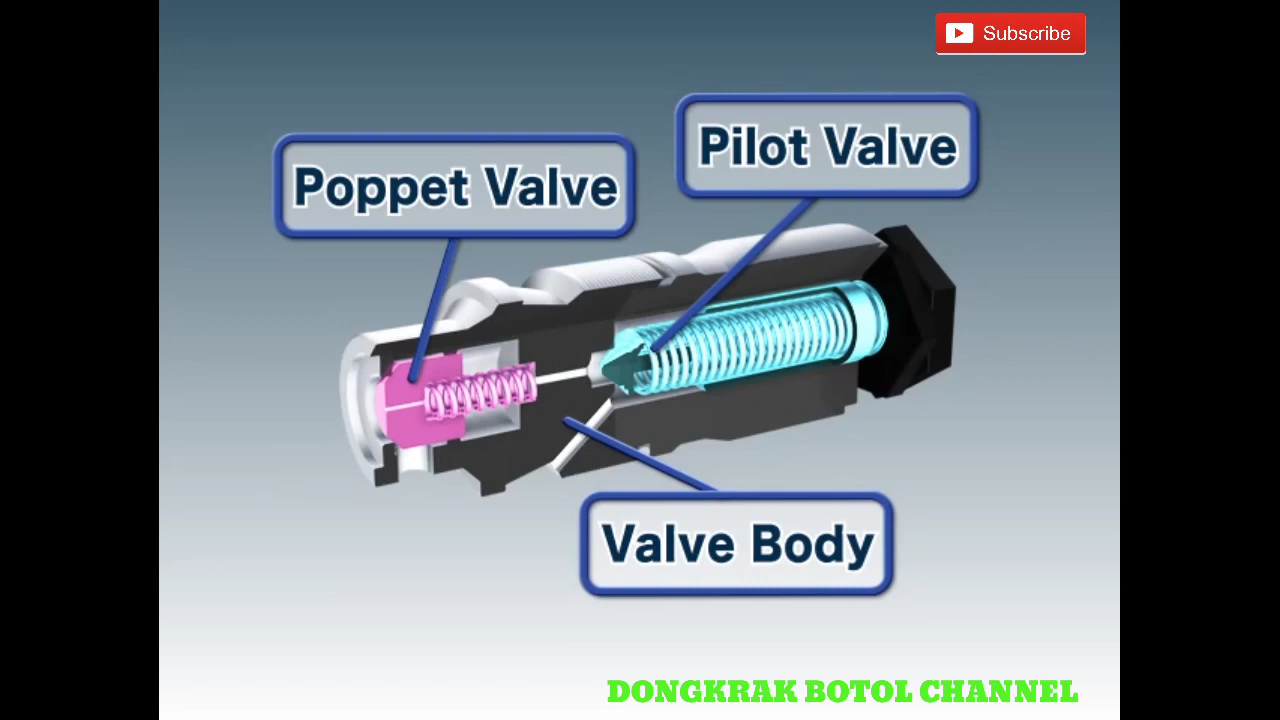 Subscribe
Pilot Valve
Poppet Valve
Valve Body
DONGKRAK BOTOL CHANNEL